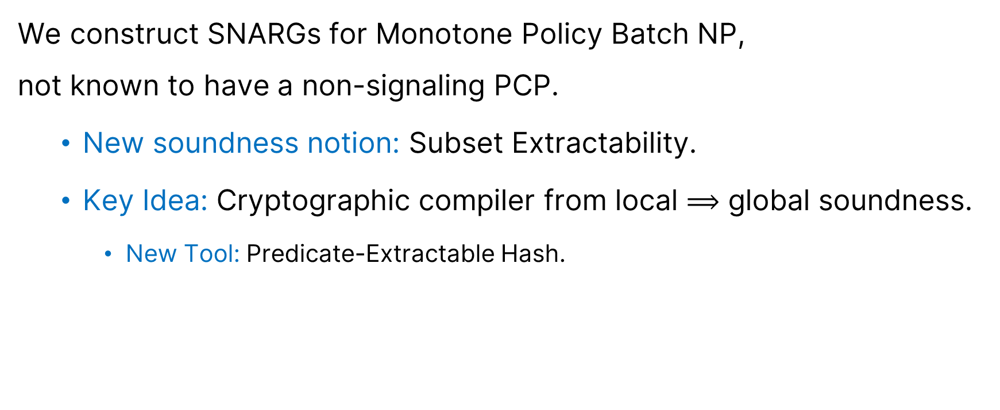 We construct SNARGs for Monotone Policy Batch NP,
not known to have a non-signaling PCP.
• New soundness notion: Subset Extractability.
• Key Idea: Cryptographic compiler from local ⟹ global soundness.
• New Tool: Predicate-Extractable Hash.